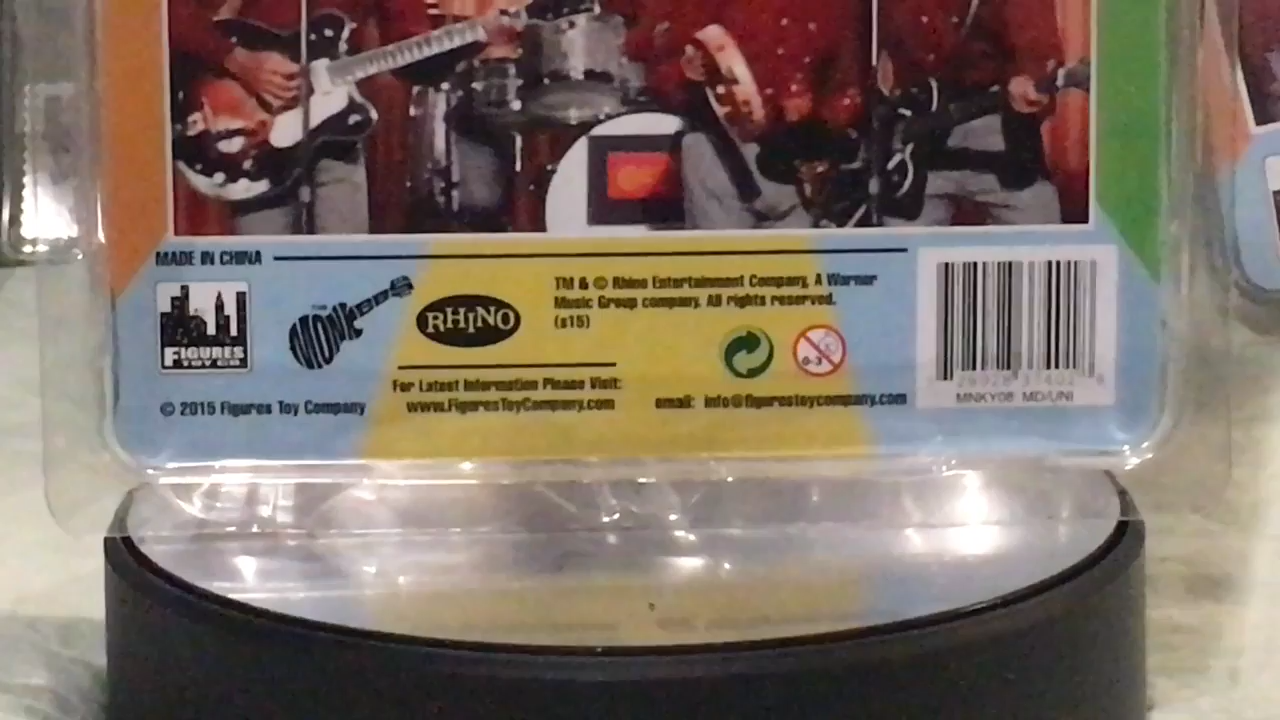 MADE IN CHINA
FIGURES
TOY CO
THE
MONKEES
RHINO
TM & © Rhino Entertainment Company, A Warner
Music Group company. All rights reserved.
(s15)
0-3
For Latest Information Please Visit:
© 2015 Figures Toy Company
www.FiguresToyCompany.com
email: info@figurestoycompany.com
MNKY08 MD/UNI